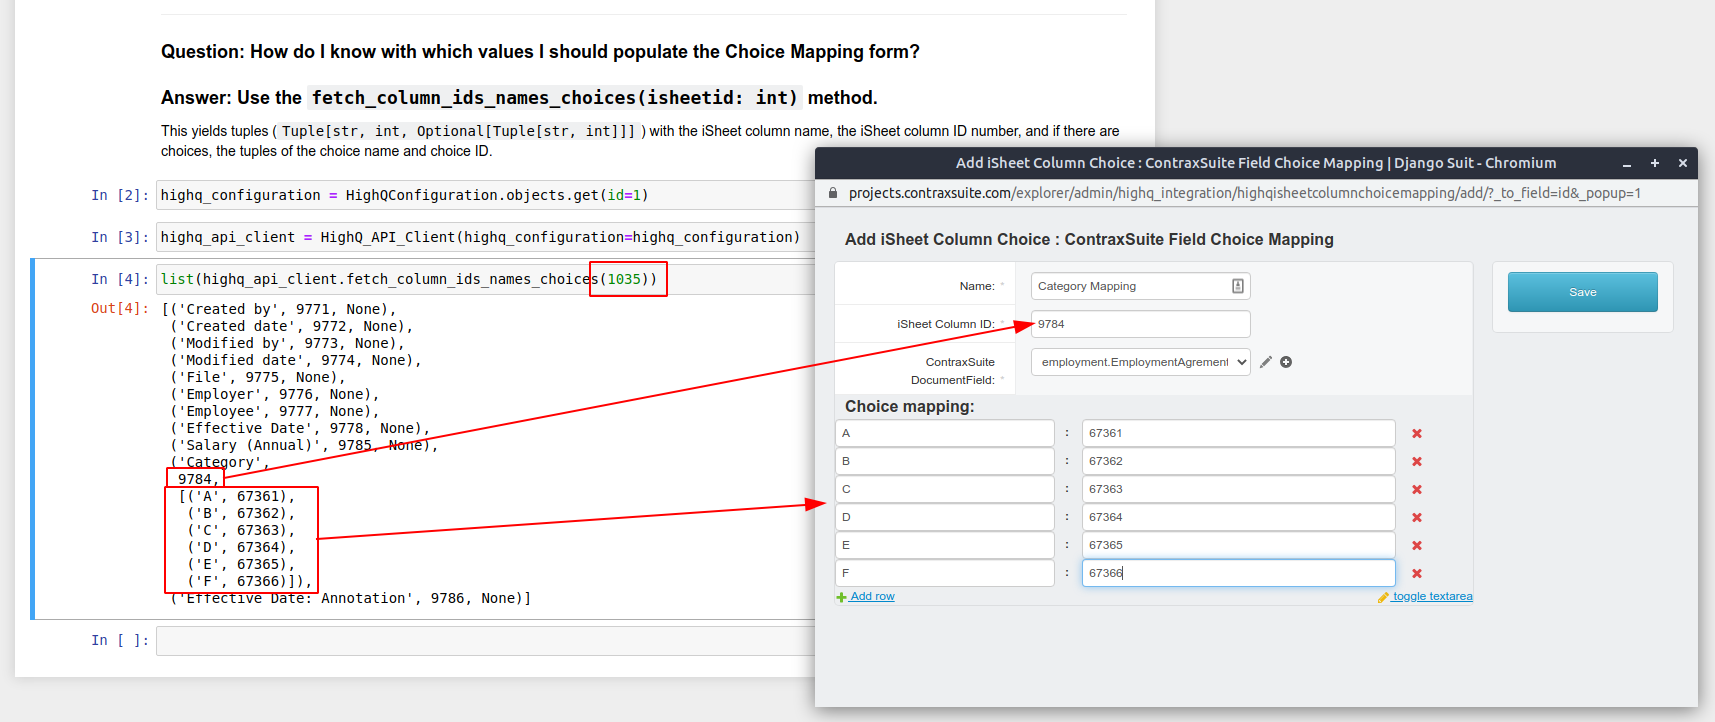 Question: How do I know with which values I should populate the Choice Mapping form?
Answer: Use the fetch_column_ids_names_choices(isheetid: int) method.
This yields tuples ( Tuple[str, int, Optional[Tuple[str, int]]] ) with the iSheet column name, the iSheet column ID number, and if there are
choices, the tuples of the choice name and choice ID.
In [2]: highq_configuration = HighQConfiguration.objects.get(id=1)
In [3]: highq_api_client = HighQ_API_Client(highq_configuration=highq_configuration)
In [4]: list(highq_api_client.fetch_column_ids_names_choices(1035))
Out[4]: [('Created by', 9771, None),
('Created date', 9772, None),
('Modified by', 9773, None),
('Modified date', 9774, None),
('File', 9775, None),
('Employer', 9776, None),
('Employee', 9777, None),
('Effective Date', 9778, None),
('Salary (Annual)', 9785, None),
('Category',
9784,
[('A', 67361),
('B', 67362),
('C', 67363),
('D', 67364),
('E', 67365),
('F', 67366)]),
('Effective Date: Annotation', 9786, None)]
In [ ]:
Add iSheet Column Choice : ContraxSuite Field Choice Mapping | Django Suit - Chromium
projects.contraxsuite.com/explorer/admin/highq_integration/highqisheetcolumnchoicemapping/add/?_to_field=id&_popup=1
Add iSheet Column Choice : ContraxSuite Field Choice Mapping
Name: * Category Mapping
Save
iSheet Column ID: * 9784
ContraxSuite
DocumentField: * employment.EmploymentAgrement
Choice mapping:
A : 67361
B : 67362
C : 67363
D : 67364
E : 67365
F : 67366
Add row
toggle textarea